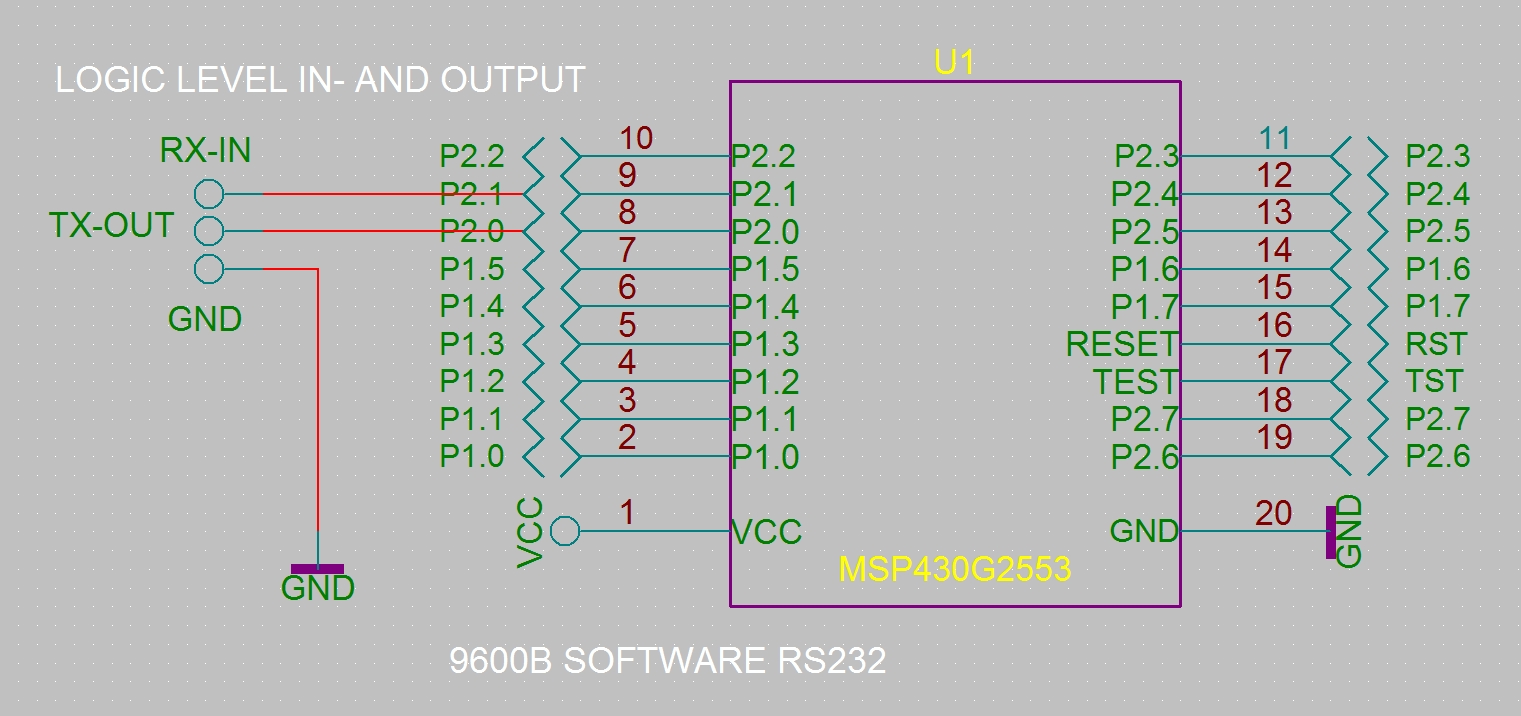 U1
LOGIC LEVEL IN- AND OUTPUT
RX-IN
TX-OUT
GND
GND
P2.2 10 P2.2 P2.3 11 P2.3
P2.1 9 P2.1 P2.4 12 P2.4
P2.0 8 P2.0 P2.5 13 P2.5
P1.5 7 P1.5 P1.6 14 P1.6
P1.4 6 P1.4 P1.7 15 P1.7
P1.3 5 P1.3 RESET 16 RST
P1.2 4 P1.2 TEST 17 TST
P1.1 3 P1.1 P2.7 18 P2.7
P1.0 2 P1.0 P2.6 19 P2.6
VCC 1 VCC GND 20 GND
MSP430G2553
9600B SOFTWARE RS232